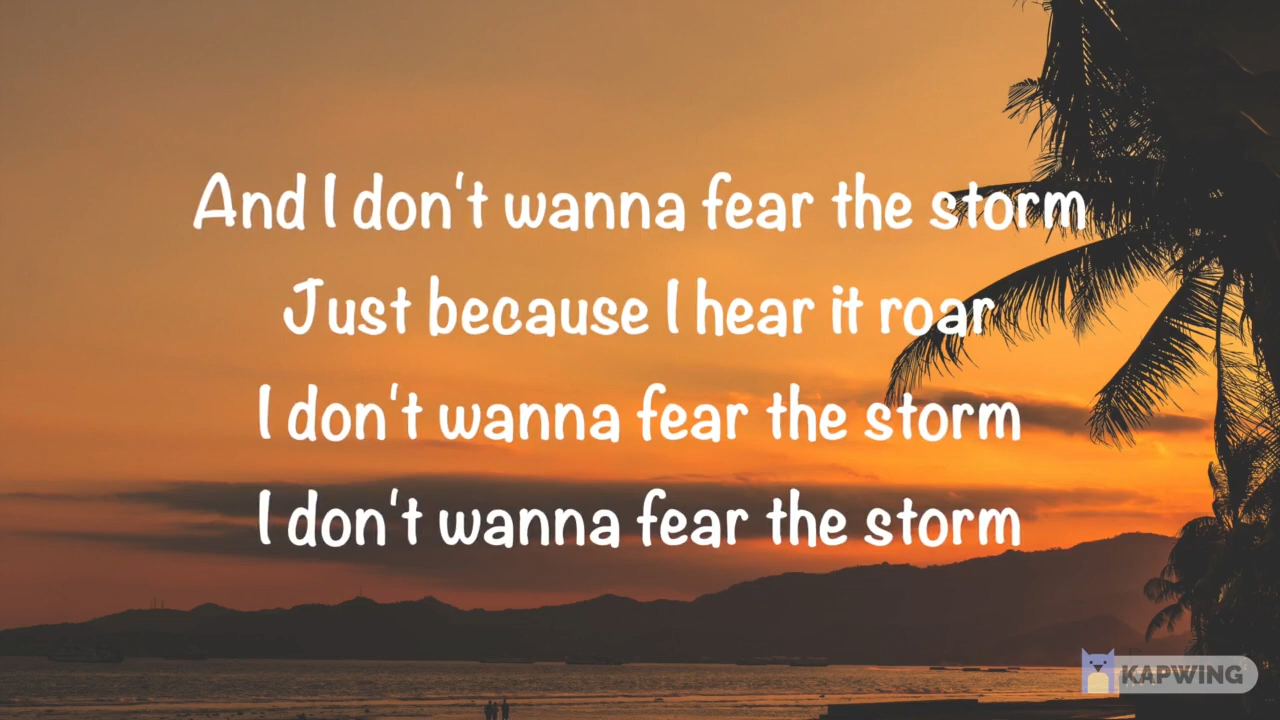 And I don't wanna fear the storm
Just because I hear it roar
I don't wanna fear the storm
I don't wanna fear the storm
KAPWING